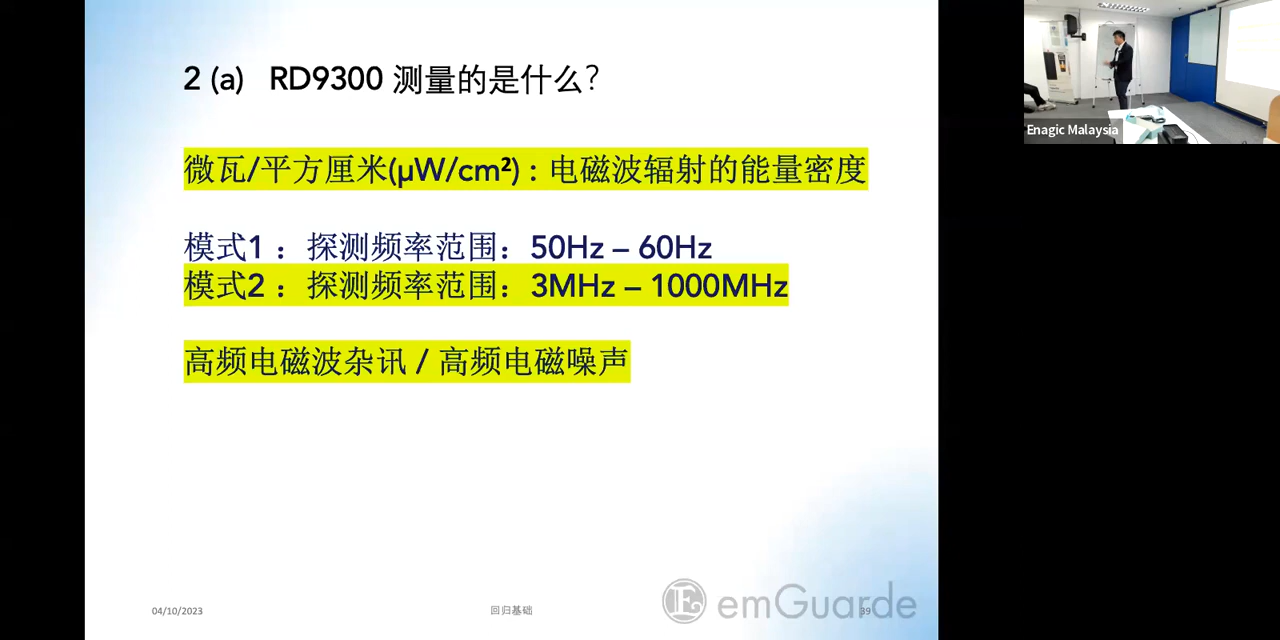 2 (a) RD9300 测量的是什么？
微瓦/平方厘米(µW/cm²) : 电磁波辐射的能量密度
模式1 ： 探测频率范围：50Hz – 60Hz
模式2 ： 探测频率范围：3MHz – 1000MHz
高频电磁波杂讯 / 高频电磁噪声
04/10/2023
回归基础
39
E emGuarde
Enagic Malaysia